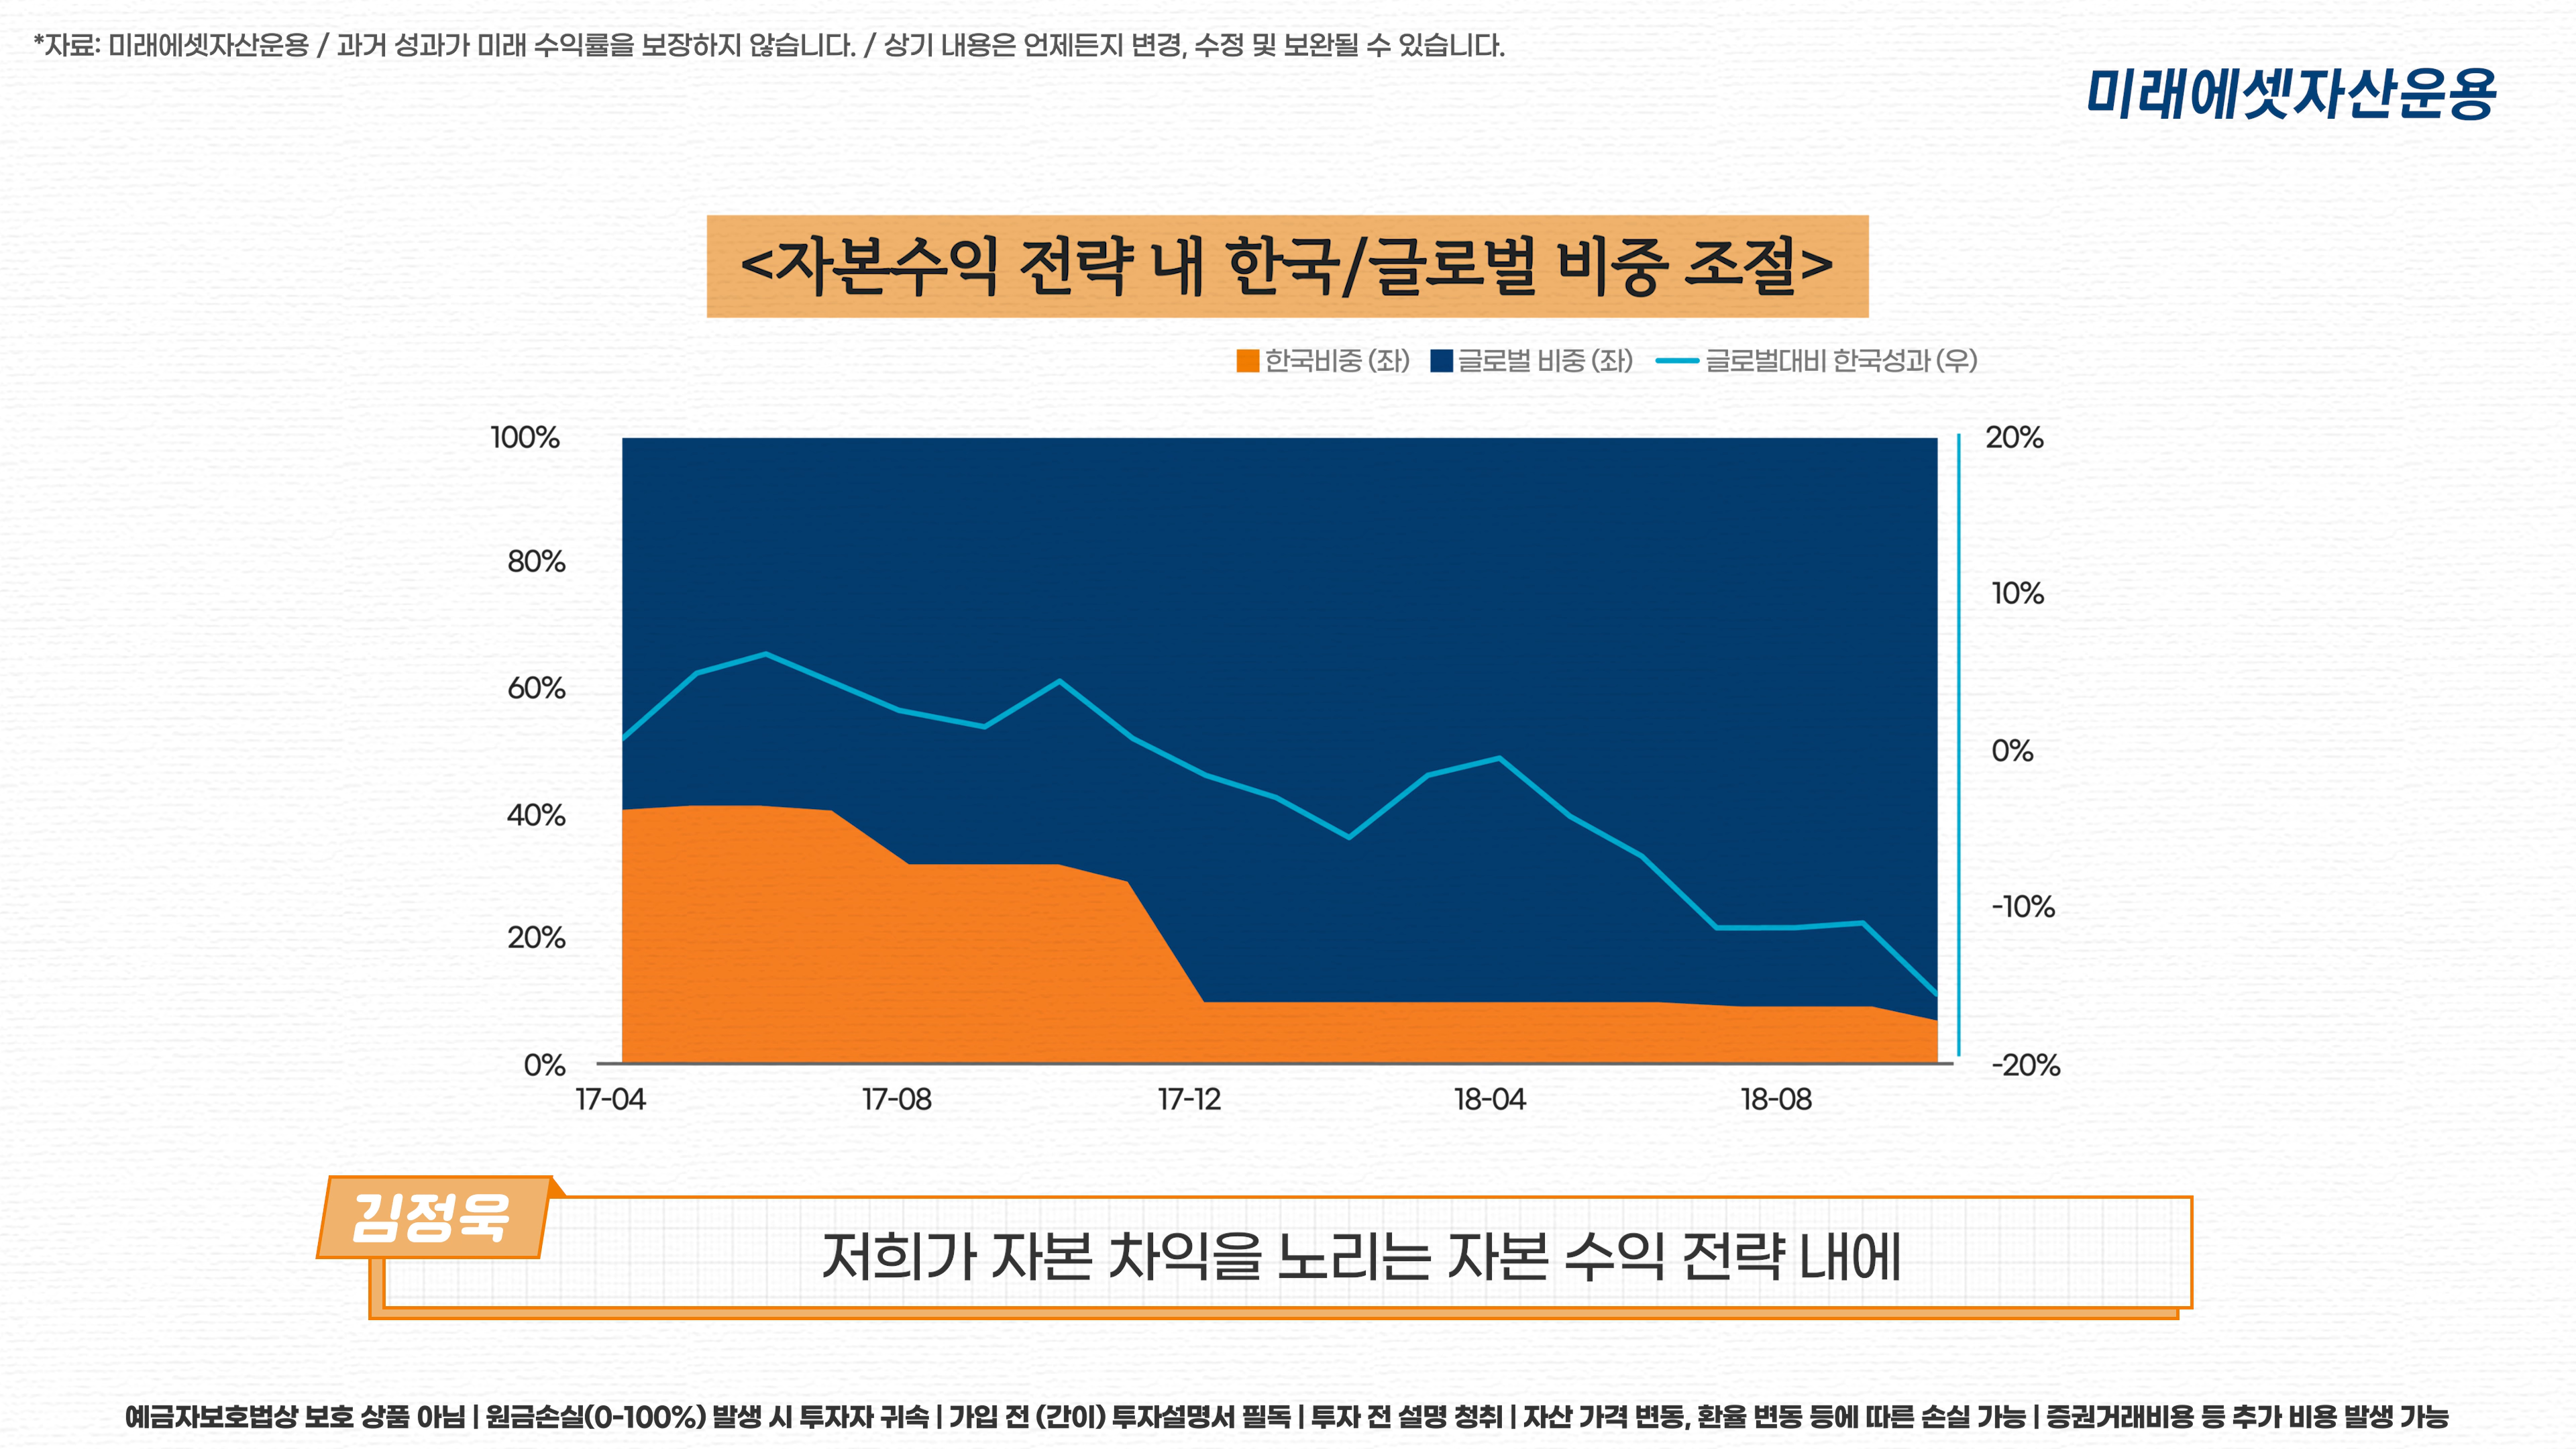 *자료: 미래에셋자산운용 / 과거 성과가 미래 수익률을 보장하지 않습니다. / 상기 내용은 언제든지 변경, 수정 및 보완될 수 있습니다.
미래에셋자산운용
<자본수익 전략 내 한국/글로벌 비중 조절>
한국비중 (좌) 글로벌 비중 (좌) 글로벌대비 한국성과 (우)
100% 20%
80%
10%
60%
0%
40%
-10%
20%
0% -20%
17-04 17-08 17-12 18-04 18-08
김정욱
저희가 자본 차익을 노리는 자본 수익 전략 내에
예금자보호법상 보호 상품 아님 | 원금손실(0-100%) 발생 시 투자자 귀속 | 가입 전 (간이) 투자설명서 필독 | 투자 전 설명 청취 | 자산 가격 변동, 환율 변동 등에 따른 손실 가능 | 증권거래비용 등 추가 비용 발생 가능